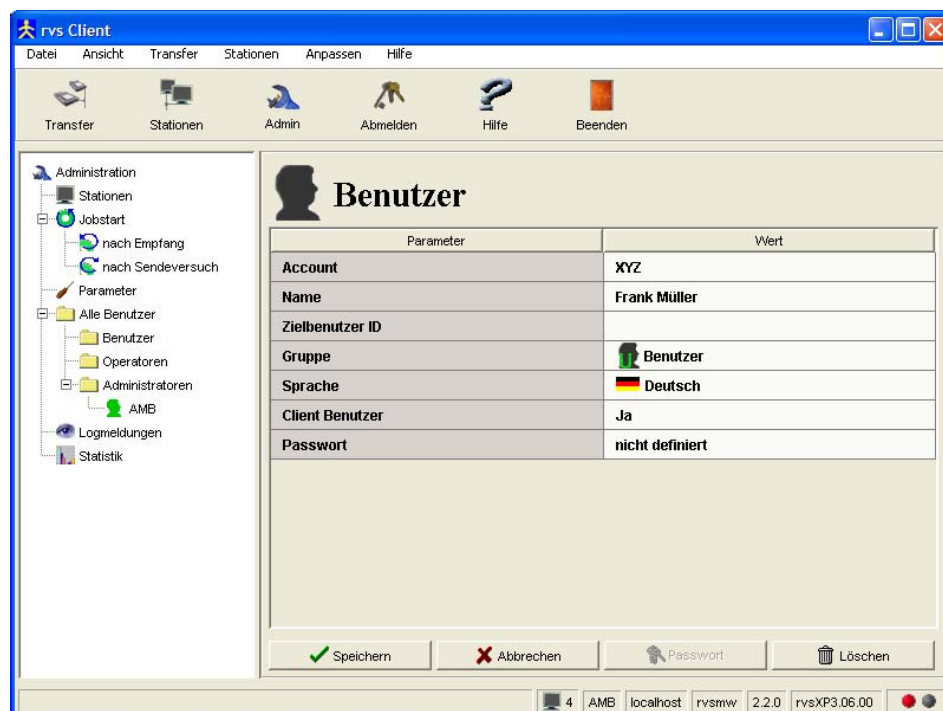 rvs Client
Datei Ansicht Transfer Stationen Anpassen Hilfe
Transfer Stationen Admin Abmelden Hilfe Beenden
Administration
Stationen
Jobstart
nach Empfang
nach Sendeversuch
Parameter
Alle Benutzer
Benutzer
Operatoren
Administratoren
AMB
Logmeldungen
Statistik
Benutzer
Parameter Wert
Account XYZ
Name Frank Müller
Zielbenutzer ID
Gruppe Benutzer
Sprache Deutsch
Client Benutzer Ja
Passwort nicht definiert
Speichern Abbrechen Passwort Löschen
4 AMB localhost rvsmw 2.2.0 rvsXP3.06.00